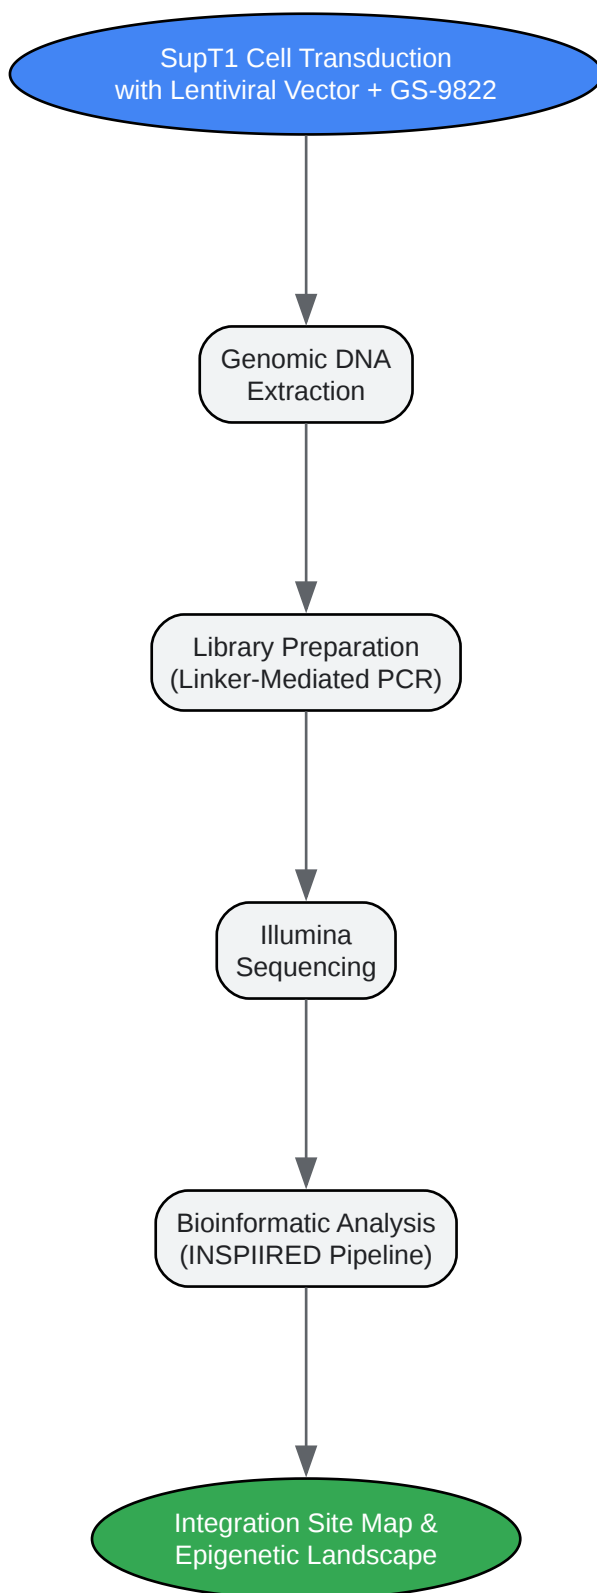 SupT1 Cell Transduction
with Lentiviral Vector + GS-9822
Genomic DNA
Extraction
Library Preparation
(Linker-Mediated PCR)
Illumina
Sequencing
Bioinformatic Analysis
(INSPIIRED Pipeline)
Integration Site Map &
Epigenetic Landscape